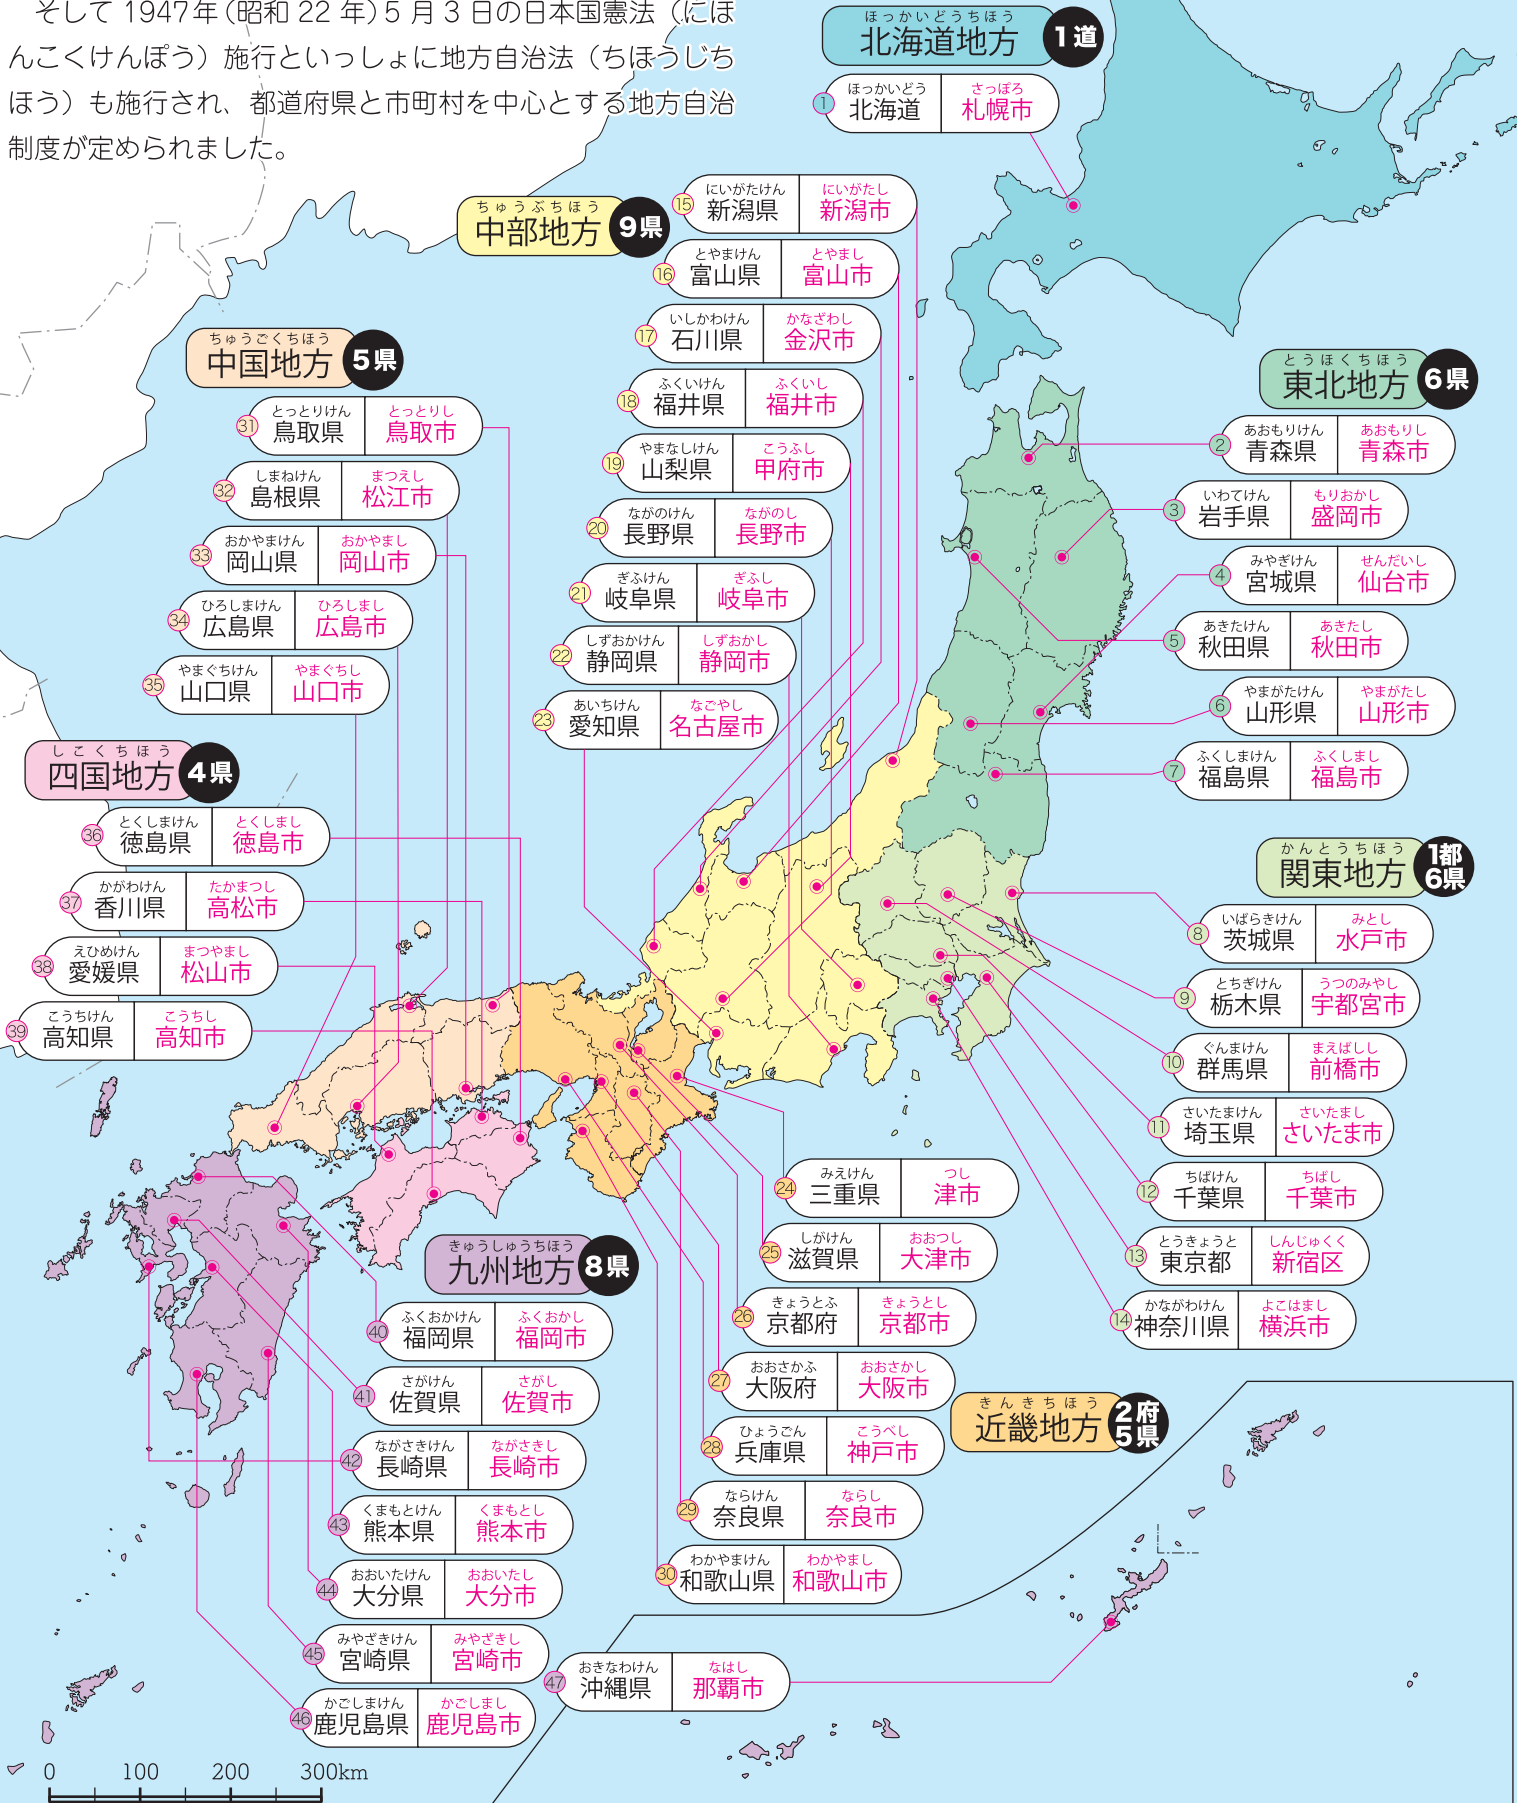 そして 1947年(昭和 22 年)5 月 3 日の日本国憲法（にほ
んこくけんぽう）施行といっしょに地方自治法（ちほうじち
ほう）も施行され、都道府県と市町村を中心とする地方自治
制度が定められました。
ほっかいどうちほう
北海道地方 1道
ほっかいどう さっぽろ
1 北海道 札幌市
とうほくちほう
東北地方 6県
あおもりけん あおもりし
2 青森県 青森市
いわてけん もりおかし
3 岩手県 盛岡市
みやぎけん せんだいし
4 宮城県 仙台市
あきたけん あきたし
5 秋田県 秋田市
やまがたけん やまがたし
6 山形県 山形市
ふくしまけん ふくしまし
7 福島県 福島市
かんとうちほう
関東地方 1都
6県
いばらきけん みとし
8 茨城県 水戸市
とちぎけん うつのみやし
9 栃木県 宇都宮市
ぐんまけん まえばしし
10 群馬県 前橋市
さいたまけん さいたまし
11 埼玉県 さいたま市
ちばけん ちばし
12 千葉県 千葉市
とうきょうと しんじゅくく
13 東京都 新宿区
かながわけん よこはまし
14 神奈川県 横浜市
ちゅうぶちほう
中部地方 9県
にいがたけん にいがたし
15 新潟県 新潟市
とやまけん とやまし
16 富山県 富山市
いしかわけん かなざわし
17 石川県 金沢市
ふくいけん ふくいし
18 福井県 福井市
やまなしけん こうふし
19 山梨県 甲府市
ながのけん ながのし
20 長野県 長野市
ぎふけん ぎふし
21 岐阜県 岐阜市
しずおかけん しずおかし
22 静岡県 静岡市
あいちけん なごやし
23 愛知県 名古屋市
きんきちほう
近畿地方 2府
5県
みえけん つし
24 三重県 津市
しがけん おおつし
25 滋賀県 大津市
きょうとふ きょうとし
26 京都府 京都市
おおさかふ おおさかし
27 大阪府 大阪市
ひょうごん こうべし
28 兵庫県 神戸市
ならけん ならし
29 奈良県 奈良市
わかやまけん わかやまし
30 和歌山県 和歌山市
ちゅうごくちほう
中国地方 5県
とっとりけん とっとりし
31 鳥取県 鳥取市
しまねけん まつえし
32 島根県 松江市
おかやまけん おかやまし
33 岡山県 岡山市
ひろしまけん ひろしまし
34 広島県 広島市
やまぐちけん やまぐちし
35 山口県 山口市
しこくちほう
四国地方 4県
とくしまけん とくしまし
36 徳島県 徳島市
かがわけん たかまつし
37 香川県 高松市
えひめけん まつやまし
38 愛媛県 松山市
こうちけん こうちし
39 高知県 高知市
きゅうしゅうちほう
九州地方 8県
ふくおかけん ふくおかし
40 福岡県 福岡市
さがけん さがし
41 佐賀県 佐賀市
ながさきけん ながさきし
42 長崎県 長崎市
くまもとけん くまもとし
43 熊本県 熊本市
おおいたけん おおいたし
44 大分県 大分市
みやざきけん みやざきし
45 宮崎県 宮崎市
かごしまけん かごしまし
46 鹿児島県 鹿児島市
おきなわけん なはし
47 沖縄県 那覇市
0 100 200 300km